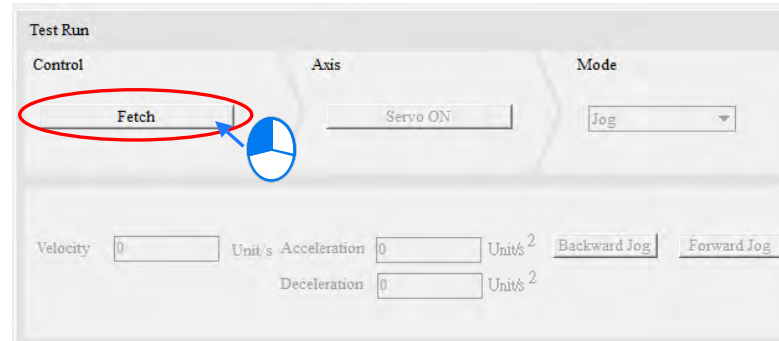 Test Run
Control Axis Mode
Fetch Servo ON Jog
Velocity 0 Unit/s Acceleration 0 Unit/s 2 Backward Jog Forward Jog
Deceleration 0 Unit/s 2